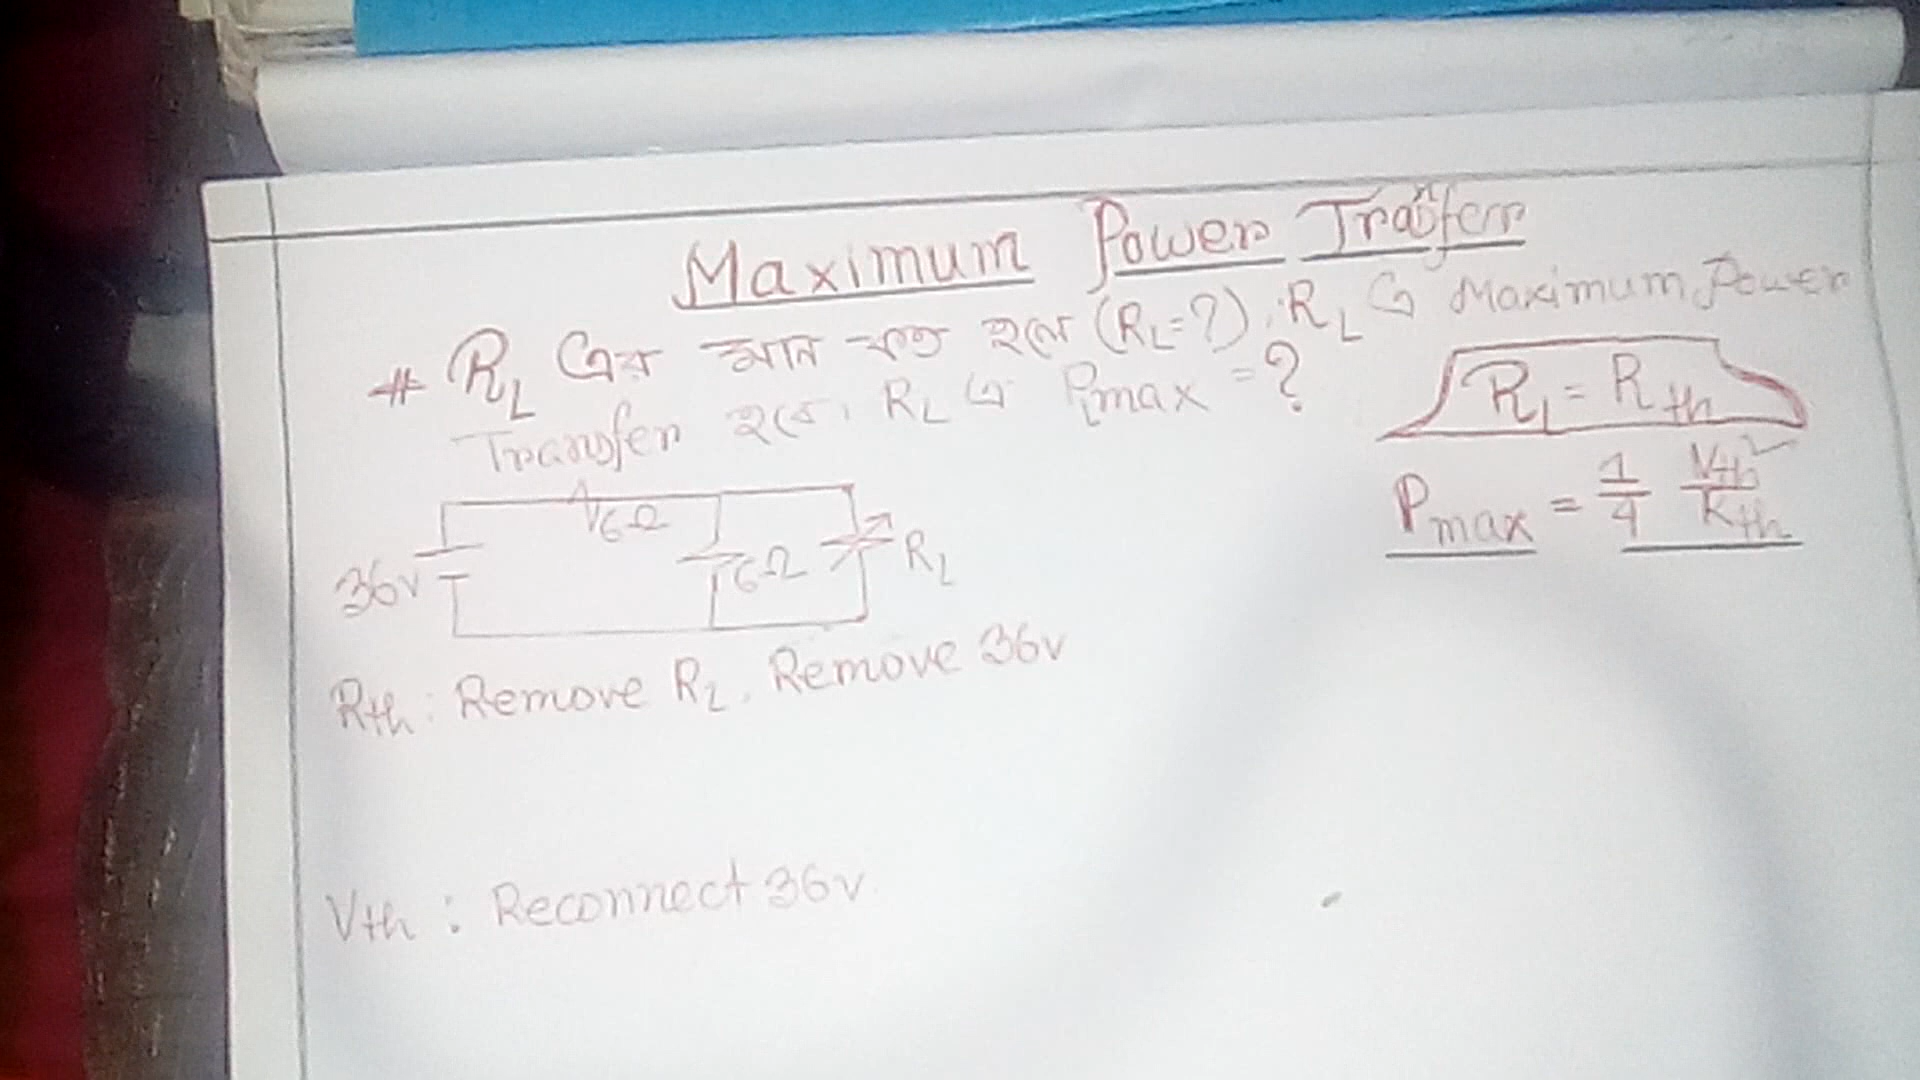 Maximum Power Transfer
# RL এর মান কত হলে (RL=?). RL এ Maximum Power
Transfer হবে। RL এ Pmax = ?
RL = Rth
Pmax = 1/4 Vth²/Rth
36v
6Ω
6Ω
RL
Rth : Remove RL. Remove 36v
Vth : Reconnect 36v